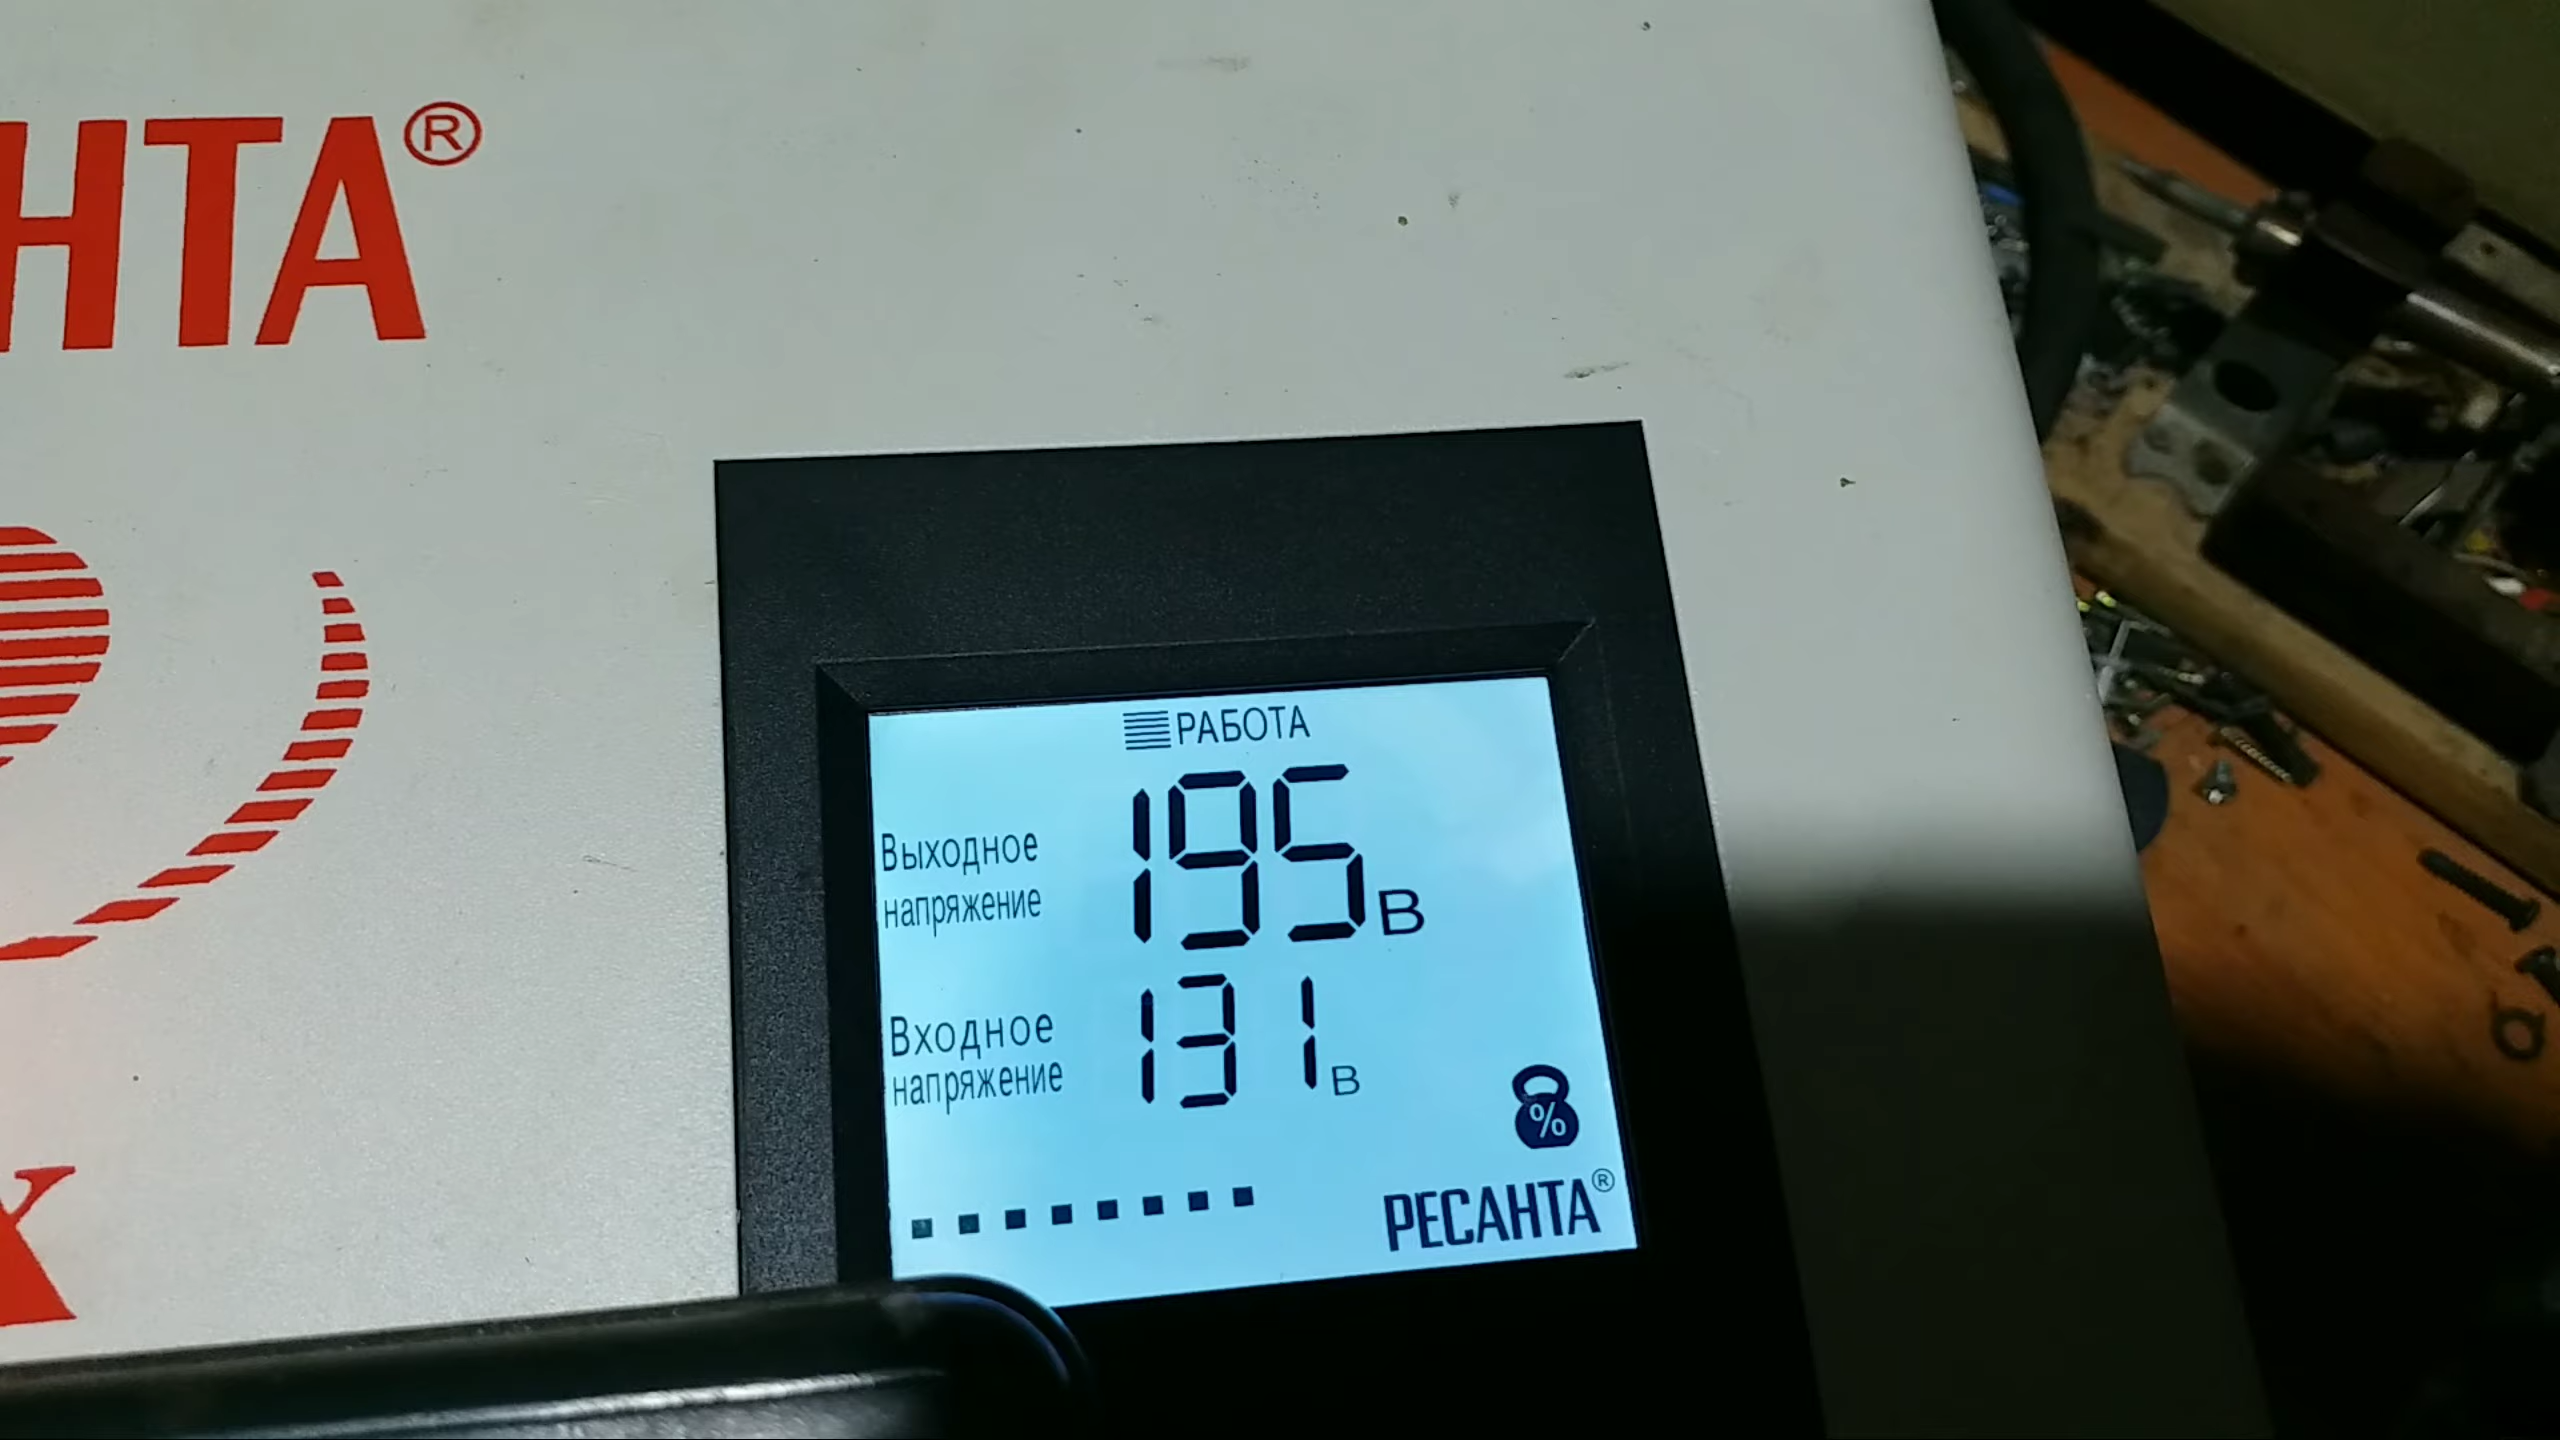 НТА®
РАБОТА
Выходное
напряжение
195 В
Входное
напряжение
131 В
%
РЕСАНТА®